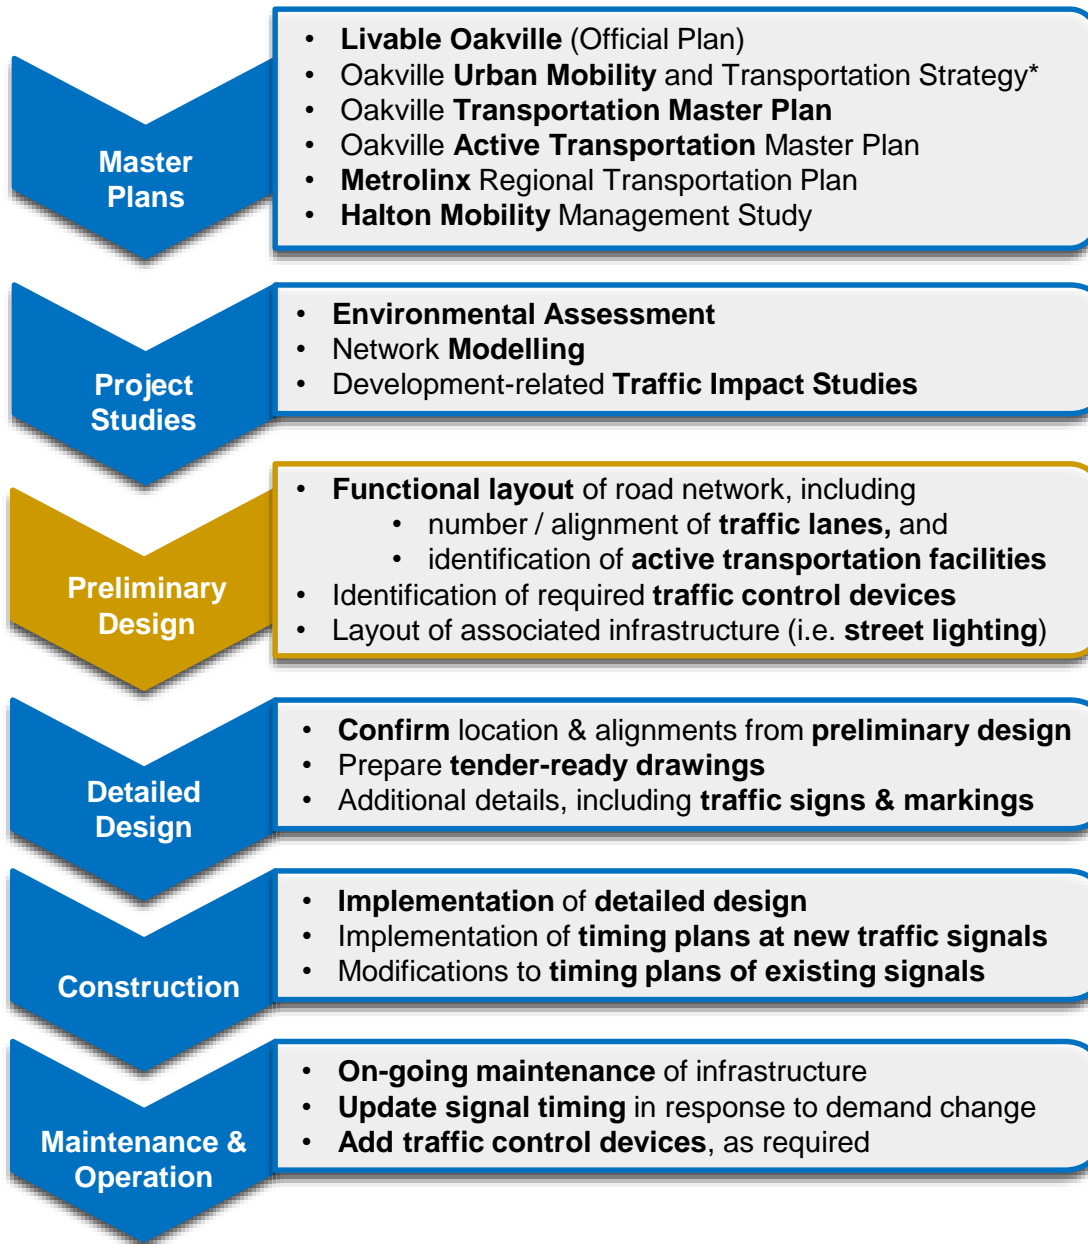 Master
Plans
• Livable Oakville (Official Plan)
• Oakville Urban Mobility and Transportation Strategy*
• Oakville Transportation Master Plan
• Oakville Active Transportation Master Plan
• Metrolinx Regional Transportation Plan
• Halton Mobility Management Study
Project
Studies
• Environmental Assessment
• Network Modelling
• Development-related Traffic Impact Studies
Preliminary
Design
• Functional layout of road network, including
• number / alignment of traffic lanes, and
• identification of active transportation facilities
• Identification of required traffic control devices
• Layout of associated infrastructure (i.e. street lighting)
Detailed
Design
• Confirm location & alignments from preliminary design
• Prepare tender-ready drawings
• Additional details, including traffic signs & markings
Construction
• Implementation of detailed design
• Implementation of timing plans at new traffic signals
• Modifications to timing plans of existing signals
Maintenance &
Operation
• On-going maintenance of infrastructure
• Update signal timing in response to demand change
• Add traffic control devices, as required